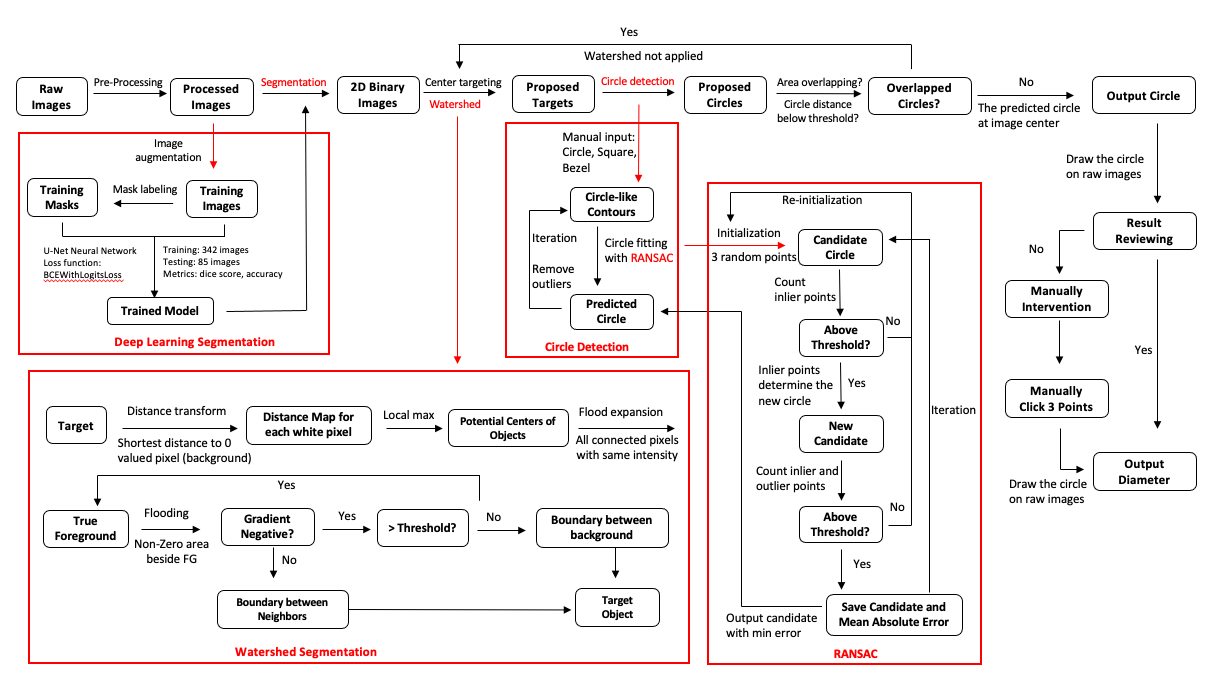 Yes
Watershed not applied
Raw
Images
Pre-Processing
Processed
Images
Segmentation
2D Binary
Images
Center targeting
Watershed
Proposed
Targets
Circle detection
Proposed
Circles
Area overlapping?
Circle distance
below threshold?
Overlapped
Circles?
No
The predicted circle
at image center
Output Circle
Image
augmentation
Training
Masks
Mask labeling
Training
Images
U-Net Neural Network
Loss function:
BCEWithLogitsLoss
Training: 342 images
Testing: 85 images
Metrics: dice score, accuracy
Trained Model
Deep Learning Segmentation
Manual input:
Circle, Square,
Bezel
Circle-like
Contours
Iteration
Remove
outliers
Circle fitting
with RANSAC
Predicted
Circle
Circle Detection
Re-initialization
Initialization
3 random points
Candidate
Circle
Count
inlier points
Above
Threshold?
No
Inlier points
determine the
new circle
Yes
New
Candidate
Iteration
Count inlier and
outlier points
Above
Threshold?
No
Yes
Save Candidate and
Mean Absolute Error
Output candidate
with min error
RANSAC
Draw the circle
on raw images
Result
Reviewing
No
Manually
Intervention
Yes
Manually
Click 3 Points
Draw the circle
on raw images
Output
Diameter
Target
Distance transform
Shortest distance to 0
valued pixel (background)
Distance Map for
each white pixel
Local max
Potential Centers of
Objects
Flood expansion
All connected pixels
with same intensity
Yes
True
Foreground
Flooding
Non-Zero area
beside FG
Gradient
Negative?
Yes
> Threshold?
No
Boundary between
background
No
Boundary between
Neighbors
Target
Object
Watershed Segmentation